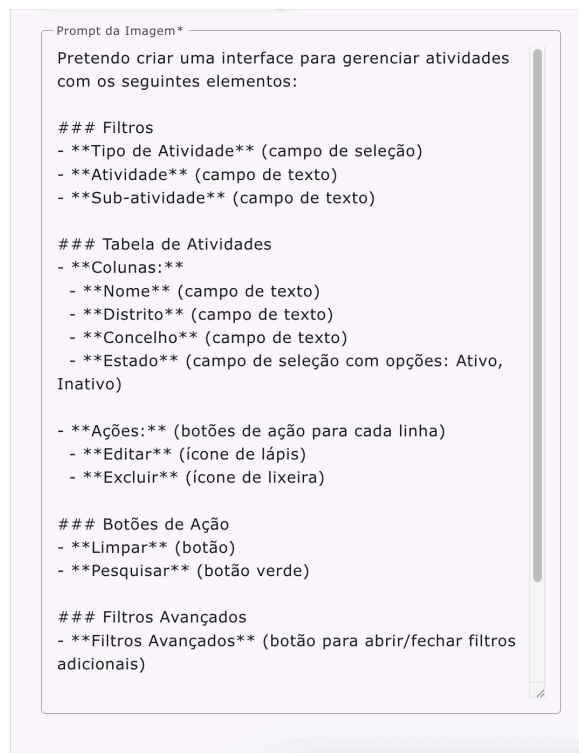 Prompt da Imagem*
Pretendo criar uma interface para gerenciar atividades
com os seguintes elementos:
### Filtros
- **Tipo de Atividade** (campo de seleção)
- **Atividade** (campo de texto)
- **Sub-atividade** (campo de texto)
### Tabela de Atividades
- **Colunas:**
- **Nome** (campo de texto)
- **Distrito** (campo de texto)
- **Concelho** (campo de texto)
- **Estado** (campo de seleção com opções: Ativo,
Inativo)
- **Ações:** (botões de ação para cada linha)
- **Editar** (ícone de lápis)
- **Excluir** (ícone de lixeira)
### Botões de Ação
- **Limpar** (botão)
- **Pesquisar** (botão verde)
### Filtros Avançados
- **Filtros Avançados** (botão para abrir/fechar filtros
adicionais)